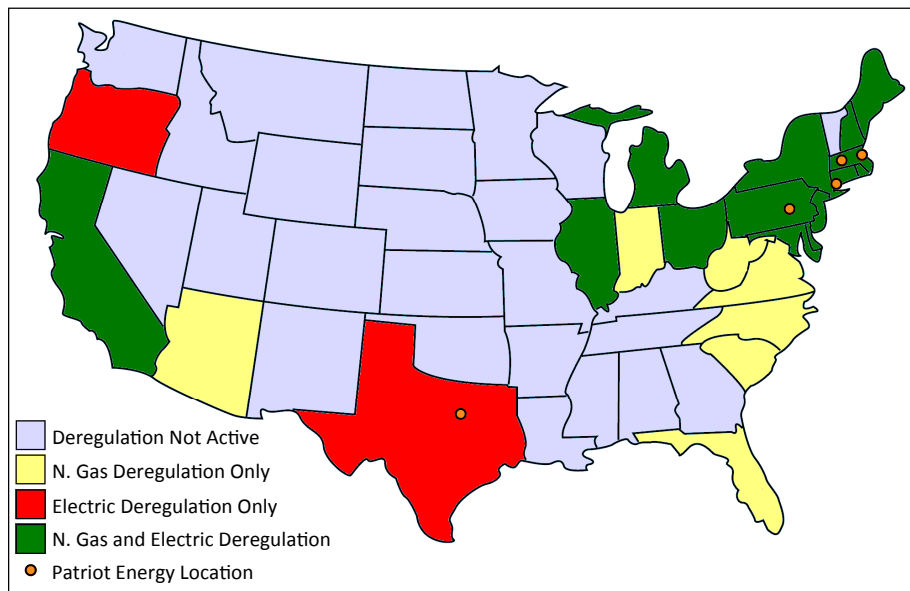 Deregulation Not Active
N. Gas Deregulation Only
Electric Deregulation Only
N. Gas and Electric Deregulation
Patriot Energy Location